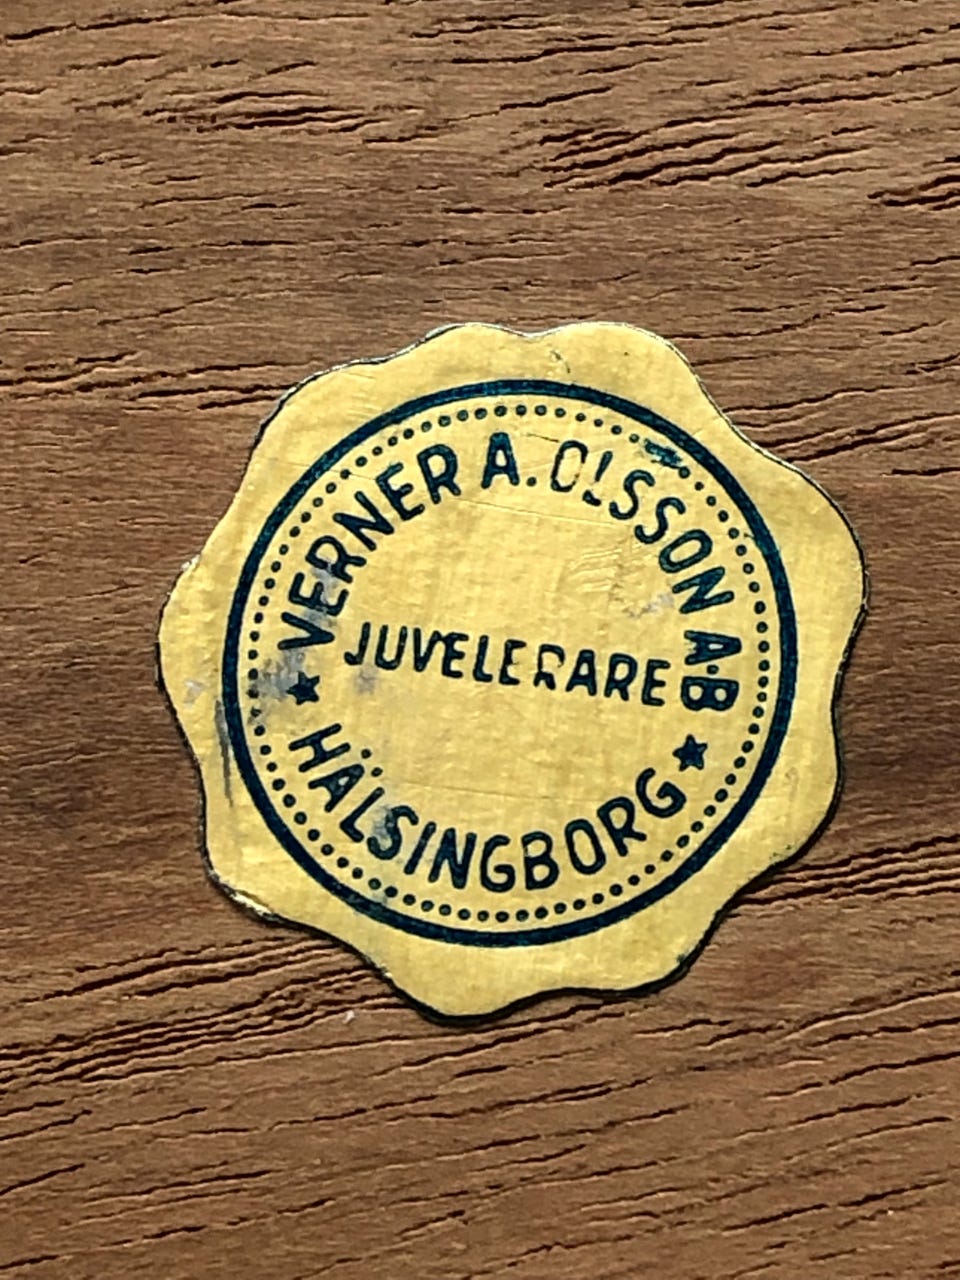 VERNER A. OLSSON A-B
JUVELERARE
★ HÄLSINGBORG ★